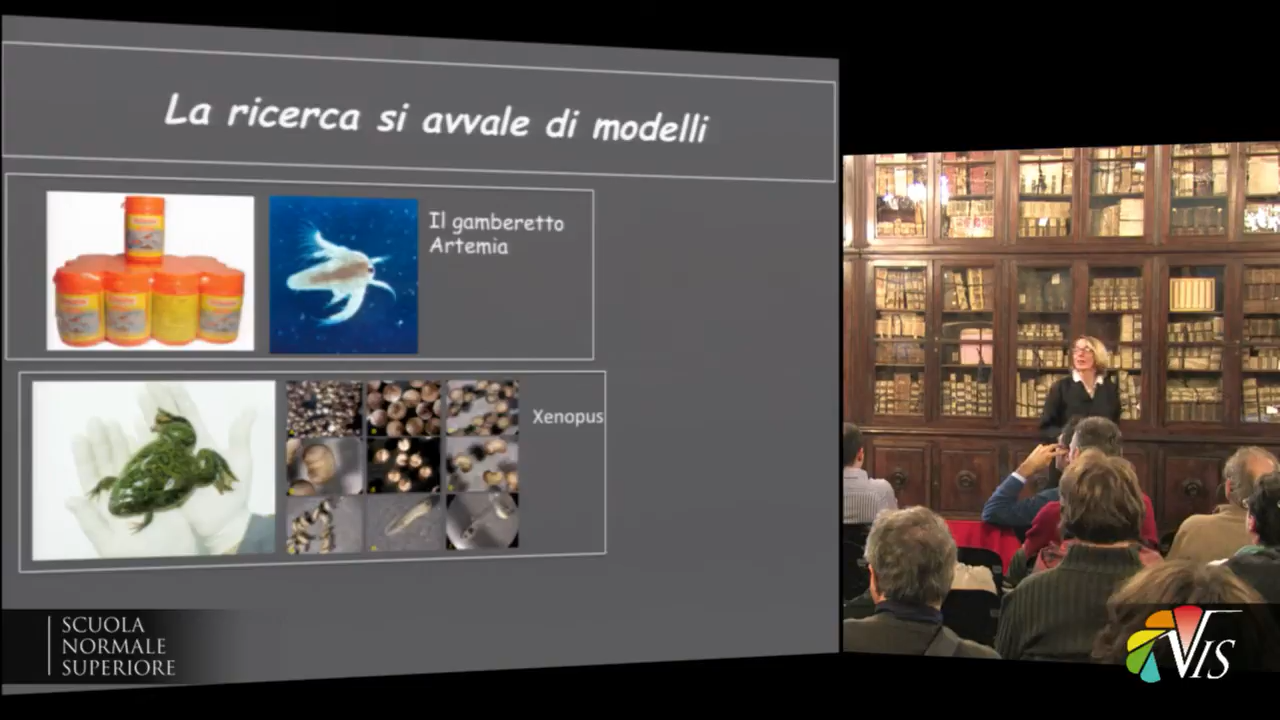 La ricerca si avvale di modelli
Il gamberetto
Artemia
Xenopus
SCUOLA
NORMALE
SUPERIORE
VIS